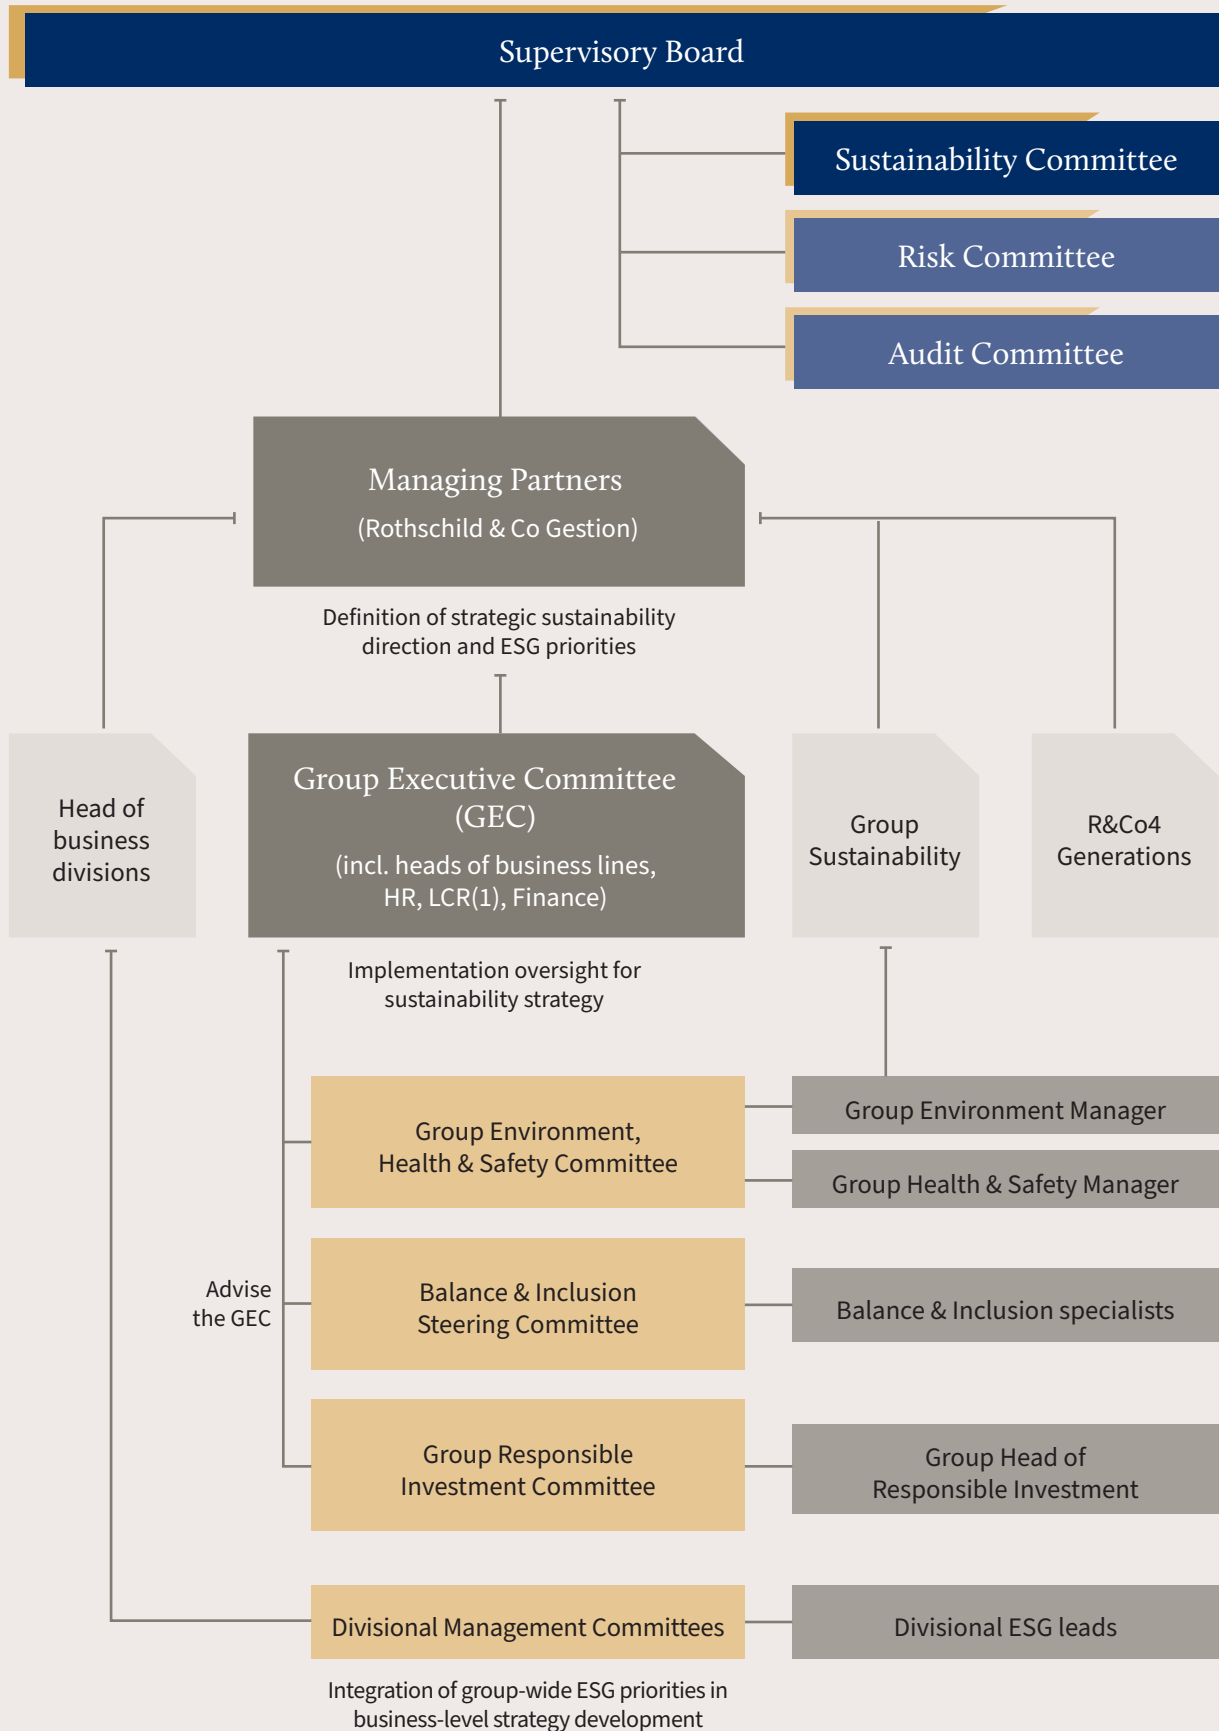 Supervisory Board
Sustainability Committee
Risk Committee
Audit Committee
Managing Partners
(Rothschild & Co Gestion)
Definition of strategic sustainability
direction and ESG priorities
Head of
business
divisions
Group Executive Committee
(GEC)
(incl. heads of business lines,
HR, LCR(1), Finance)
Group
Sustainability
R&Co4
Generations
Implementation oversight for
sustainability strategy
Group Environment,
Health & Safety Committee
Group Environment Manager
Group Health & Safety Manager
Advise
the GEC
Balance & Inclusion
Steering Committee
Balance & Inclusion specialists
Group Responsible
Investment Committee
Group Head of
Responsible Investment
Divisional Management Committees
Divisional ESG leads
Integration of group-wide ESG priorities in
business-level strategy development